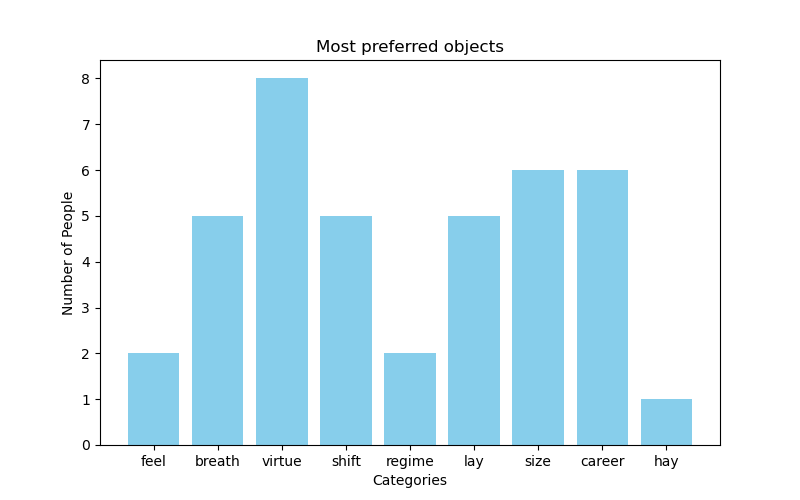 Most preferred objects
8
7
6
5
4
3
2
1
0
Number of People
feel breath virtue shift regime lay size career hay
Categories